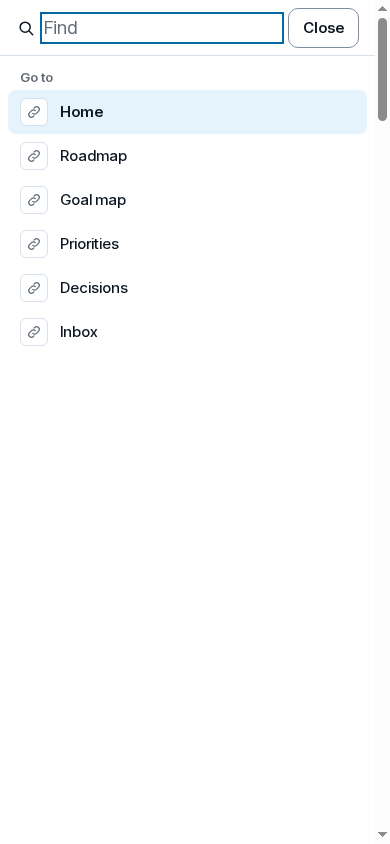 Find
Close
Go to
Home
Roadmap
Goal map
Priorities
Decisions
Inbox